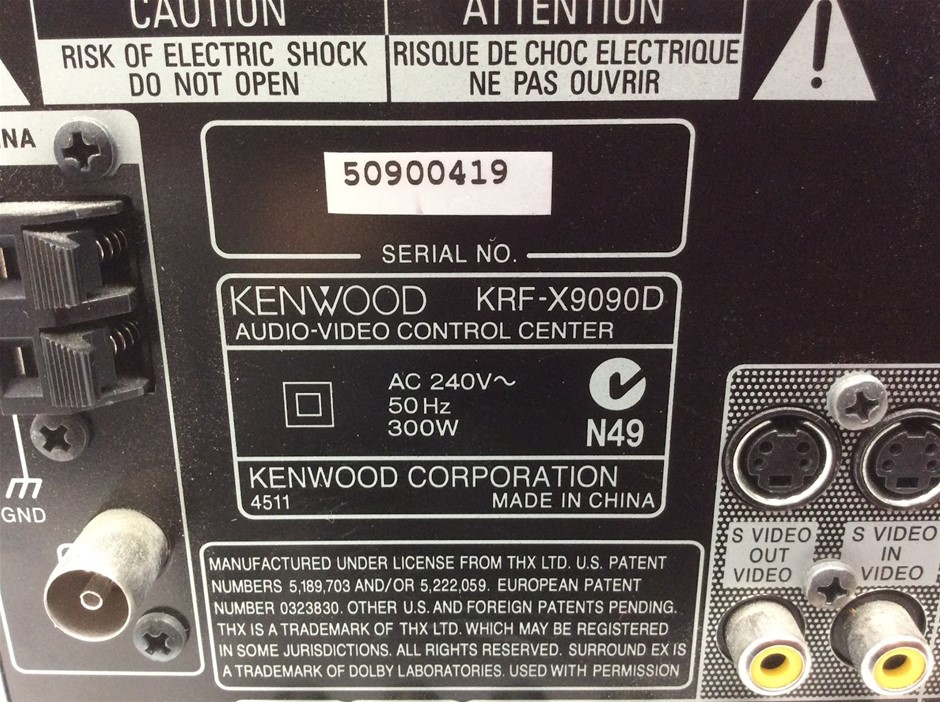 CAUTION
RISK OF ELECTRIC SHOCK
DO NOT OPEN
ATTENTION
RISQUE DE CHOC ELECTRIQUE
NE PAS OUVRIR
50900419
SERIAL NO.
KENWOOD KRF-X9090D
AUDIO-VIDEO CONTROL CENTER
AC 240V~
50Hz
300W
N49
KENWOOD CORPORATION
4511 MADE IN CHINA
MANUFACTURED UNDER LICENSE FROM THX LTD. U.S. PATENT
NUMBERS 5,189,703 AND/OR 5,222,059. EUROPEAN PATENT
NUMBER 0323830. OTHER U.S. AND FOREIGN PATENTS PENDING.
THX IS A TRADEMARK OF THX LTD. WHICH MAY BE REGISTERED
IN SOME JURISDICTIONS. ALL RIGHTS RESERVED. SURROUND EX IS
A TRADEMARK OF DOLBY LABORATORIES. USED WITH PERMISSION
GND
S VIDEO
OUT
VIDEO
S VIDEO
IN
VIDEO